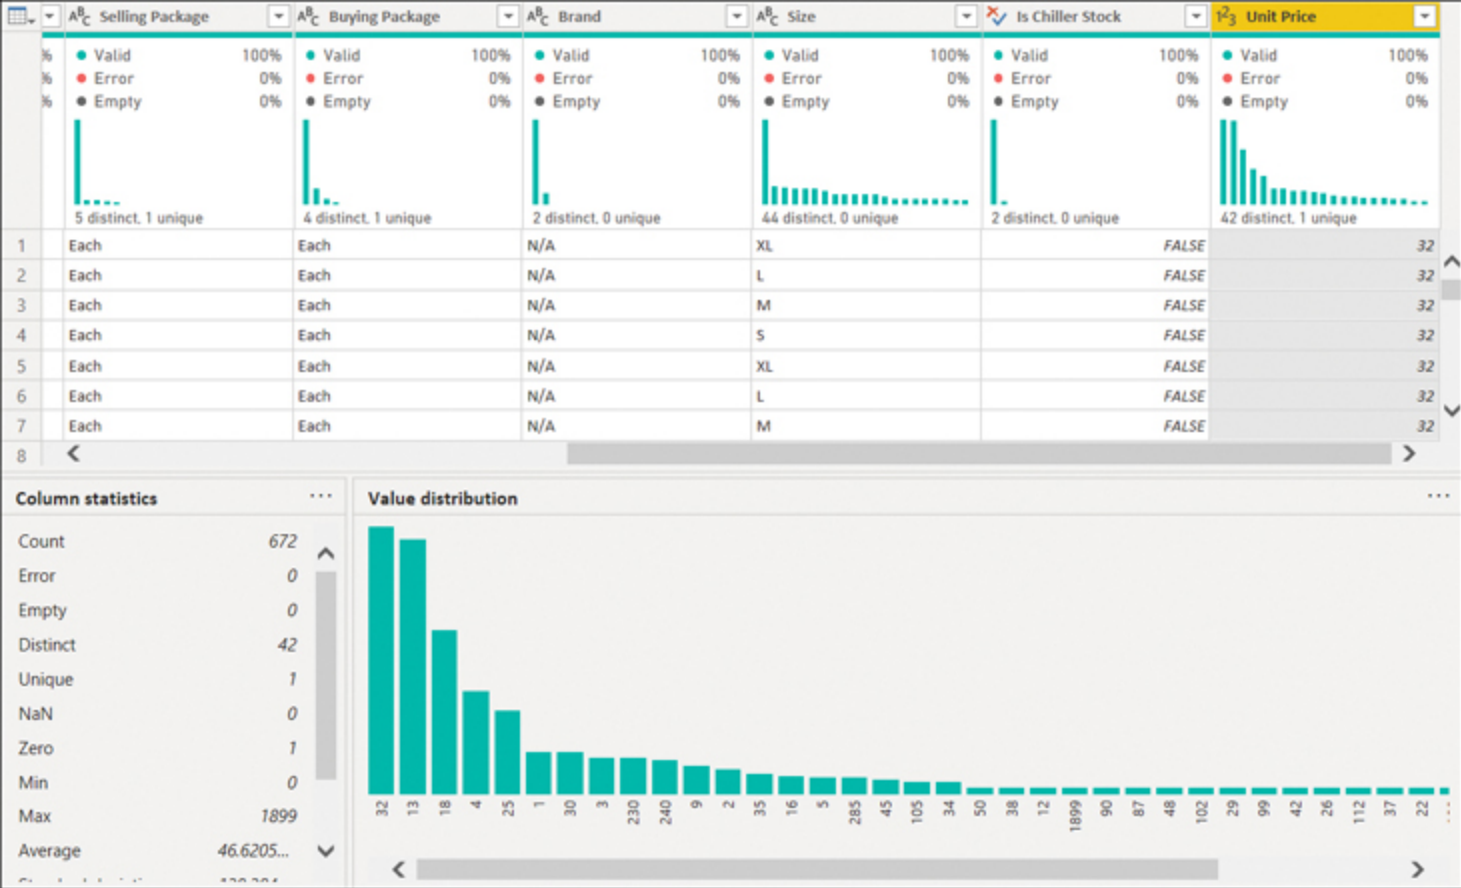 ABC Selling Package ABC Buying Package ABC Brand ABC Size Is Chiller Stock 123 Unit Price
% Valid 100% Valid 100% Valid 100% Valid 100% Valid 100% Valid 100%
% Error 0% Error 0% Error 0% Error 0% Error 0% Error 0%
Empty 0% Empty 0% Empty 0% Empty 0% Empty 0% Empty 0%
5 distinct, 1 unique 4 distinct, 1 unique 2 distinct, 0 unique 44 distinct, 0 unique 2 distinct, 0 unique 42 distinct, 1 unique
1 Each Each N/A XL FALSE 32
2 Each Each N/A L FALSE 32
3 Each Each N/A M FALSE 32
4 Each Each N/A S FALSE 32
5 Each Each N/A XL FALSE 32
6 Each Each N/A L FALSE 32
7 Each Each N/A M FALSE 32
8
Column statistics ...
Count 672
Error 0
Empty 0
Distinct 42
Unique 1
NaN 0
Zero 1
Min 0
Max 1899
Average 46.6205...
Value distribution ...
32 13 18 4 25 1 30 3 230 240 9 2 35 16 5 285 45 105 34 50 38 12 1899 90 87 48 102 29 99 42 26 112 37 22